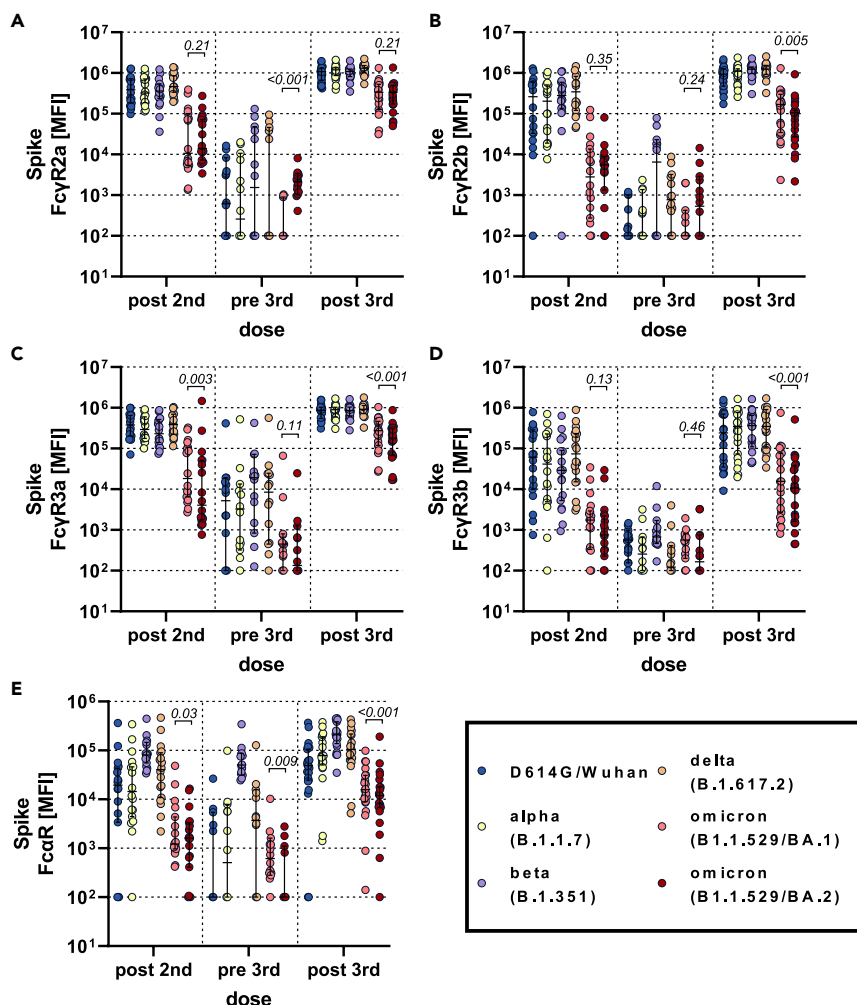 A
B
Spike
FcγR2a [MFI]
10⁷
10⁶
10⁵
10⁴
10³
10²
10¹
0.21
<0.001
0.21
post 2nd
pre 3rd
post 3rd
dose
Spike
FcγR2b [MFI]
10⁷
10⁶
10⁵
10⁴
10³
10²
10¹
0.35
0.24
0.005
post 2nd
pre 3rd
post 3rd
dose
C
D
Spike
FcγR3a [MFI]
10⁷
10⁶
10⁵
10⁴
10³
10²
10¹
0.003
0.11
<0.001
post 2nd
pre 3rd
post 3rd
dose
Spike
FcγR3b [MFI]
10⁷
10⁶
10⁵
10⁴
10³
10²
10¹
0.13
0.46
<0.001
post 2nd
pre 3rd
post 3rd
dose
E
Spike
FcαR [MFI]
10⁶
10⁵
10⁴
10³
10²
10¹
0.03
0.009
<0.001
post 2nd
pre 3rd
post 3rd
dose
D614G/Wuhan
alpha
(B.1.1.7)
beta
(B.1.351)
delta
(B.1.617.2)
omicron
(B1.1.529/BA.1)
omicron
(B1.1.529/BA.2)